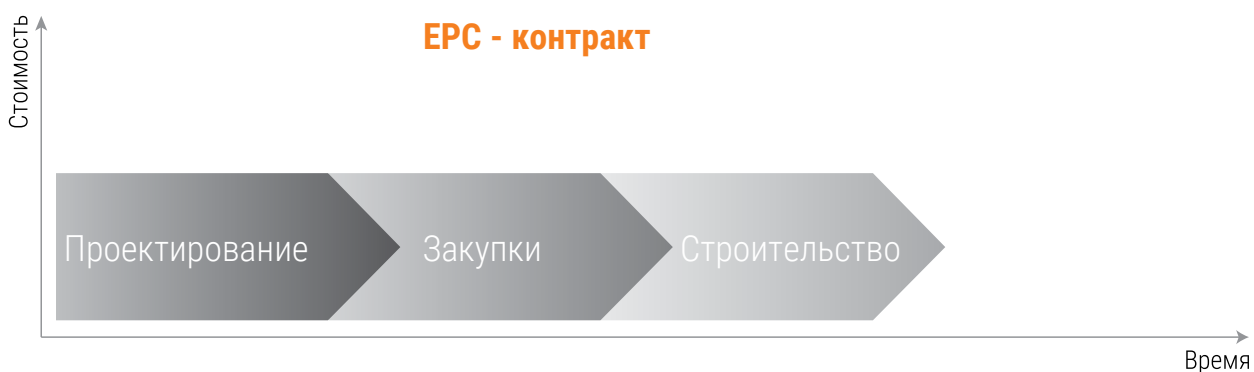 EPC - контракт
Стоимость
Проектирование
Закупки
Строительство
Время